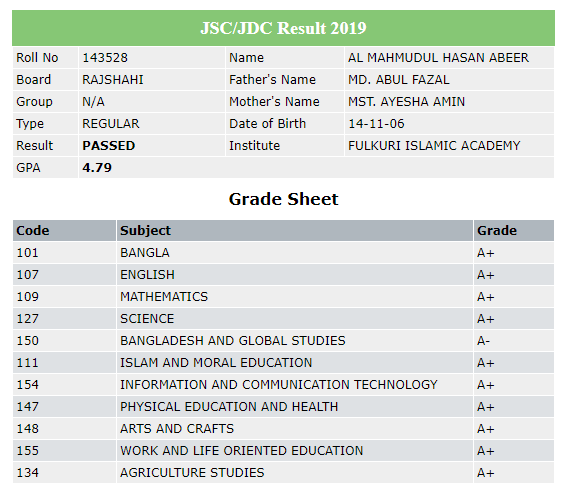 JSC/JDC Result 2019
Roll No 143528 Name AL MAHMUDUL HASAN ABEER
Board RAJSHAHI Father's Name MD. ABUL FAZAL
Group N/A Mother's Name MST. AYESHA AMIN
Type REGULAR Date of Birth 14-11-06
Result PASSED Institute FULKURI ISLAMIC ACADEMY
GPA 4.79
Grade Sheet
Code Subject Grade
101 BANGLA A+
107 ENGLISH A+
109 MATHEMATICS A+
127 SCIENCE A+
150 BANGLADESH AND GLOBAL STUDIES A-
111 ISLAM AND MORAL EDUCATION A+
154 INFORMATION AND COMMUNICATION TECHNOLOGY A+
147 PHYSICAL EDUCATION AND HEALTH A+
148 ARTS AND CRAFTS A+
155 WORK AND LIFE ORIENTED EDUCATION A+
134 AGRICULTURE STUDIES A+